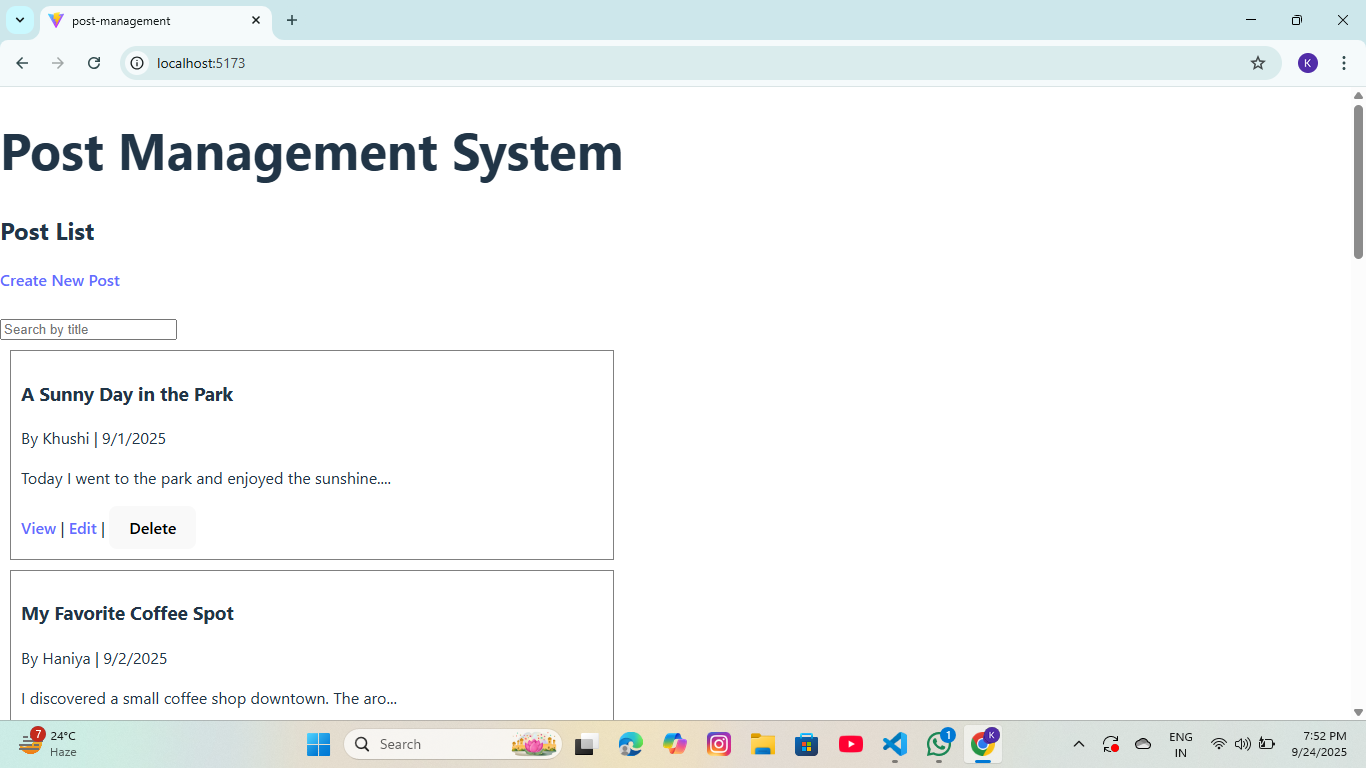 post-management
localhost:5173
K
Post Management System
Post List
Create New Post
Search by title
A Sunny Day in the Park
By Khushi | 9/1/2025
Today I went to the park and enjoyed the sunshine....
View | Edit | Delete
My Favorite Coffee Spot
By Haniya | 9/2/2025
I discovered a small coffee shop downtown. The aro...
7
24°C
Haze
Search
1
K
ENG
IN
7:52 PM
9/24/2025